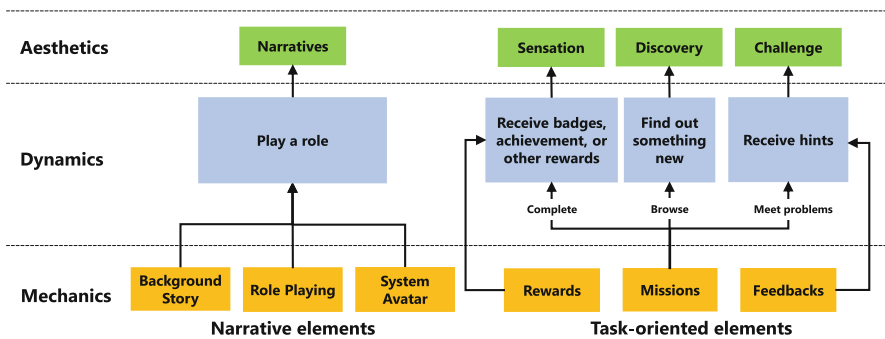 Aesthetics
Narratives
Sensation
Discovery
Challenge
Dynamics
Play a role
Receive badges,
achievement, or
other rewards
Find out
something
new
Receive hints
Complete
Browse
Meet problems
Mechanics
Background
Story
Role Playing
System
Avatar
Rewards
Missions
Feedbacks
Narrative elements
Task-oriented elements